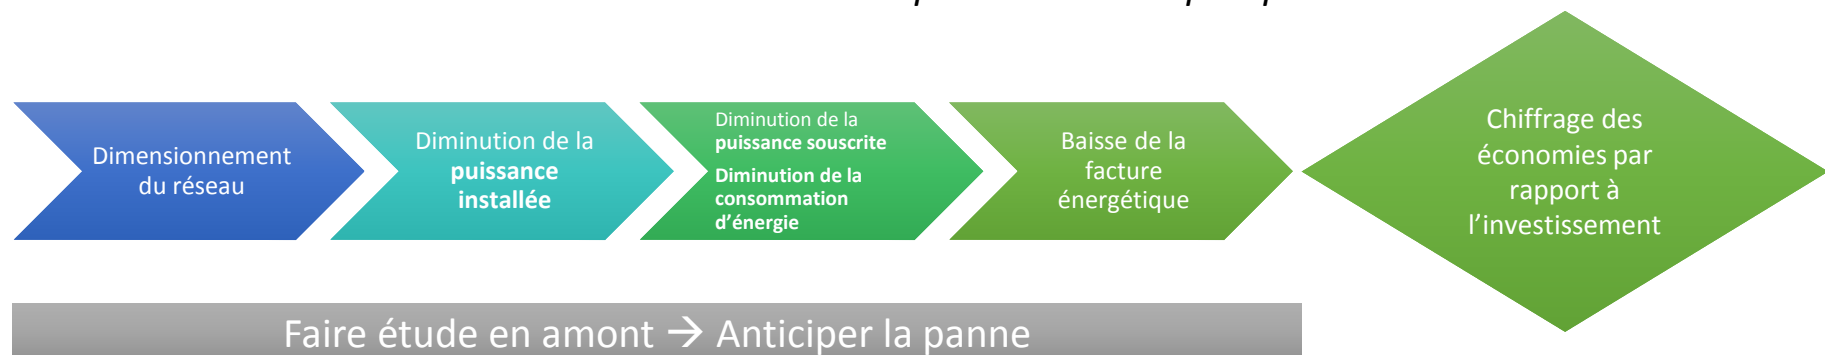 Dimensionnement
du réseau
Diminution de la
puissance
installée
Diminution de la
puissance souscrite
Diminution de la
consommation
d’énergie
Baisse de la
facture
énergétique
Chiffrage des
économies par
rapport à
l’investissement
Faire étude en amont → Anticiper la panne